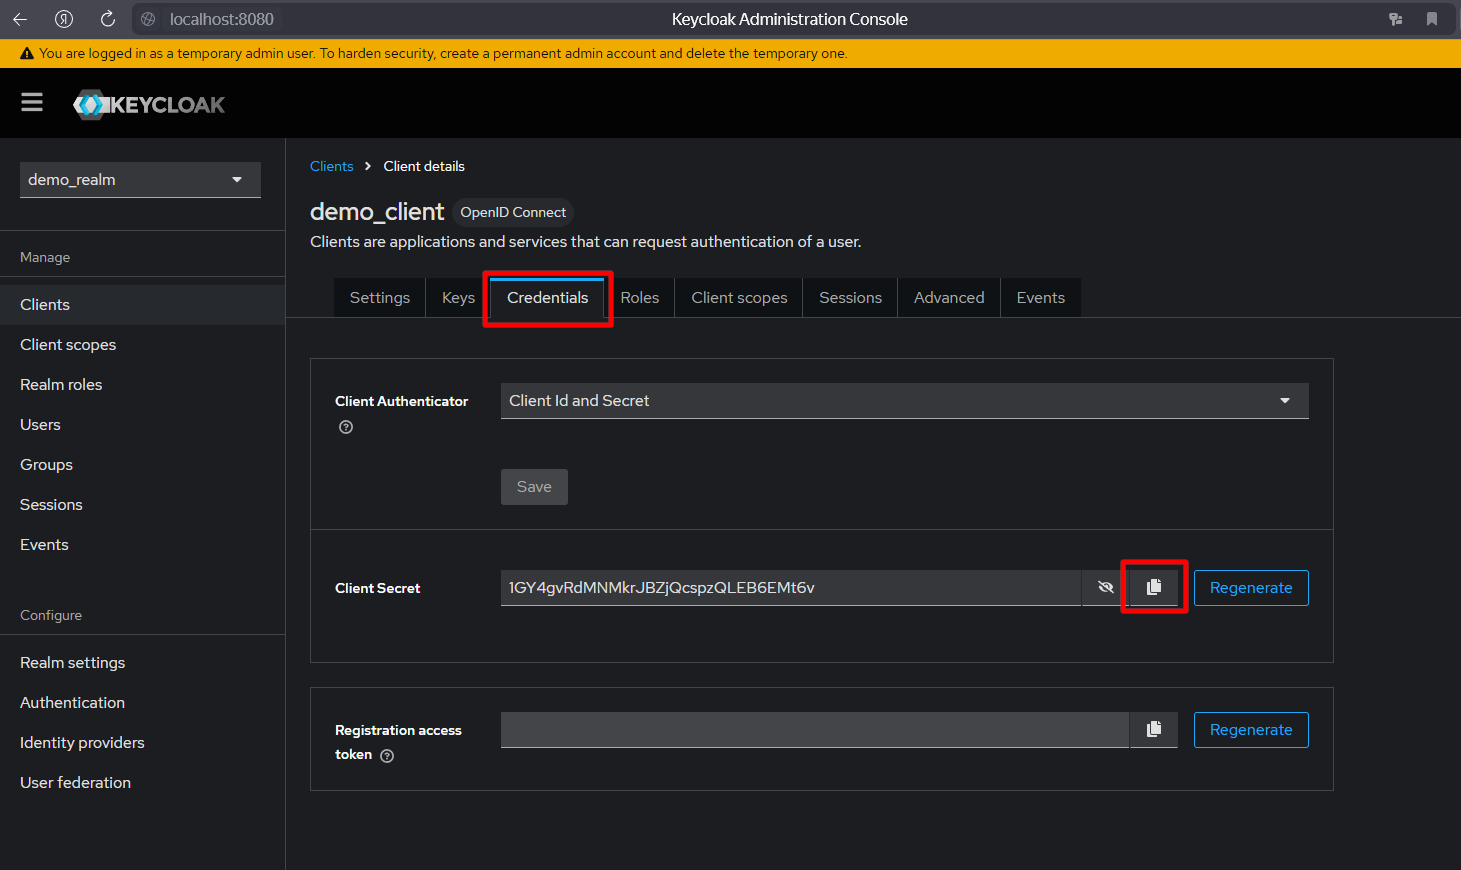 localhost:8080
Keycloak Administration Console
You are logged in as a temporary admin user. To harden security, create a permanent admin account and delete the temporary one.
KEYCLOAK
demo_realm
Manage
Clients
Client scopes
Realm roles
Users
Groups
Sessions
Events
Configure
Realm settings
Authentication
Identity providers
User federation
Clients > Client details
demo_client OpenID Connect
Clients are applications and services that can request authentication of a user.
Settings Keys Credentials Roles Client scopes Sessions Advanced Events
Client Authenticator
Client Id and Secret
Save
Client Secret
1GY4gvRdMNMkrJBZjQcspzQLEB6EMt6v
Regenerate
Registration access
token
Regenerate